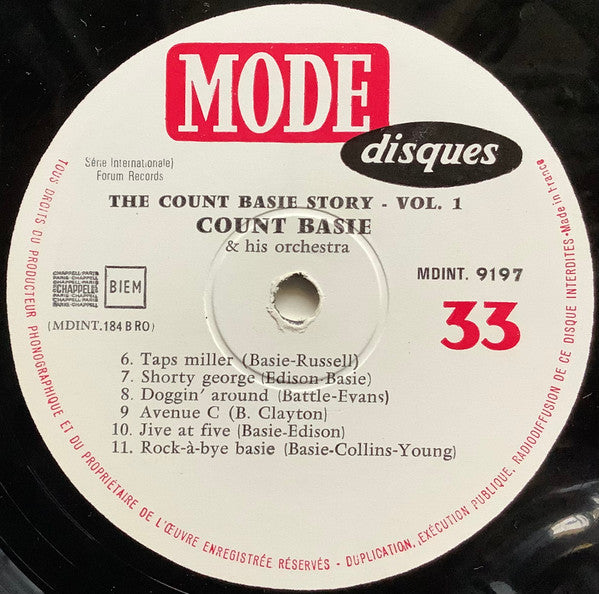 MODE
disques
Série Internationale)
Forum Records
THE COUNT BASIE STORY - VOL. 1
COUNT BASIE
& his orchestra
CHAPPELL
BIEM
MDINT. 9197
(MDINT.184 B RO)
33
6. Taps miller (Basie-Russell)
7. Shorty george (Edison-Basie)
8. Doggin' around (Battle-Evans)
9 Avenue C (B. Clayton)
10. Jive at five (Basie-Edison)
11. Rock-à-bye basie (Basie-Collins-Young)
TOUS DROITS DU PRODUCTEUR PHONOGRAPHIQUE ET DU PROPRIÉTAIRE DE L'ŒUVRE ENREGISTRÉE RÉSERVÉS - DUPLICATION, EXÉCUTION PUBLIQUE, RADIODIFFUSION DE CE DISQUE INTERDITES-Made in France